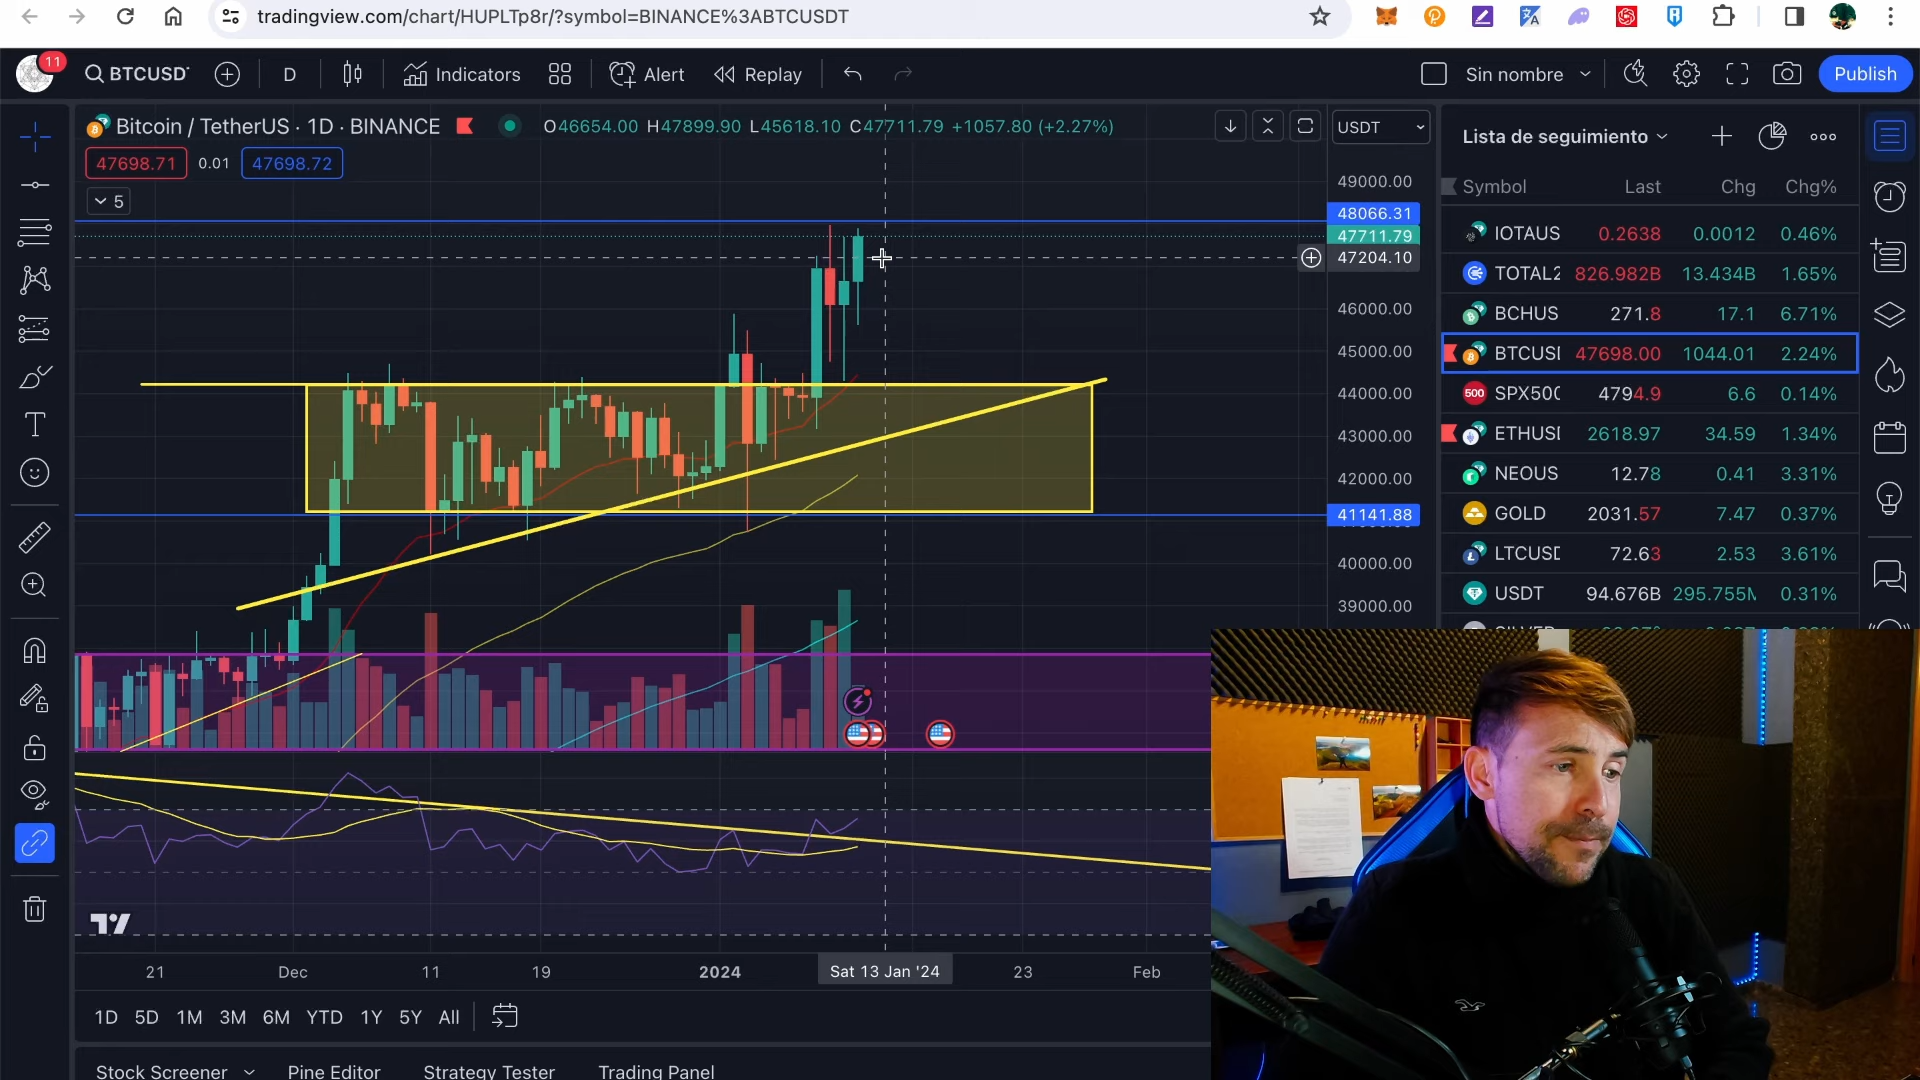 tradingview.com/chart/HUPLTp8r/?symbol=BINANCE%3ABTCUSDT
11
BTCUSD
D
Indicators
Alert
Replay
Sin nombre
Publish
Bitcoin / TetherUS · 1D · BINANCE
O46654.00 H47899.90 L45618.10 C47711.79 +1057.80 (+2.27%)
USDT
47698.71
0.01
47698.72
5
49000.00
48066.31
47711.79
47204.10
46000.00
45000.00
44000.00
43000.00
42000.00
41141.88
40000.00
39000.00
Lista de seguimiento
Symbol Last Chg Chg%
IOTAUS 0.2638 0.0012 0.46%
TOTAL2 826.982B 13.434B 1.65%
BCHUS 271.8 17.1 6.71%
BTCUSI 47698.00 1044.01 2.24%
500 SPX500 4794.9 6.6 0.14%
ETHUSI 2618.97 34.59 1.34%
NEOUS 12.78 0.41 3.31%
GOLD 2031.57 7.47 0.37%
LTCUSI 72.63 2.53 3.61%
USDT 94.676B 295.755M 0.31%
21 Dec 11 19 2024 Sat 13 Jan '24 23 Feb
1D 5D 1M 3M 6M YTD 1Y 5Y All
Stock Screener Pine Editor Strategy Tester Trading Panel